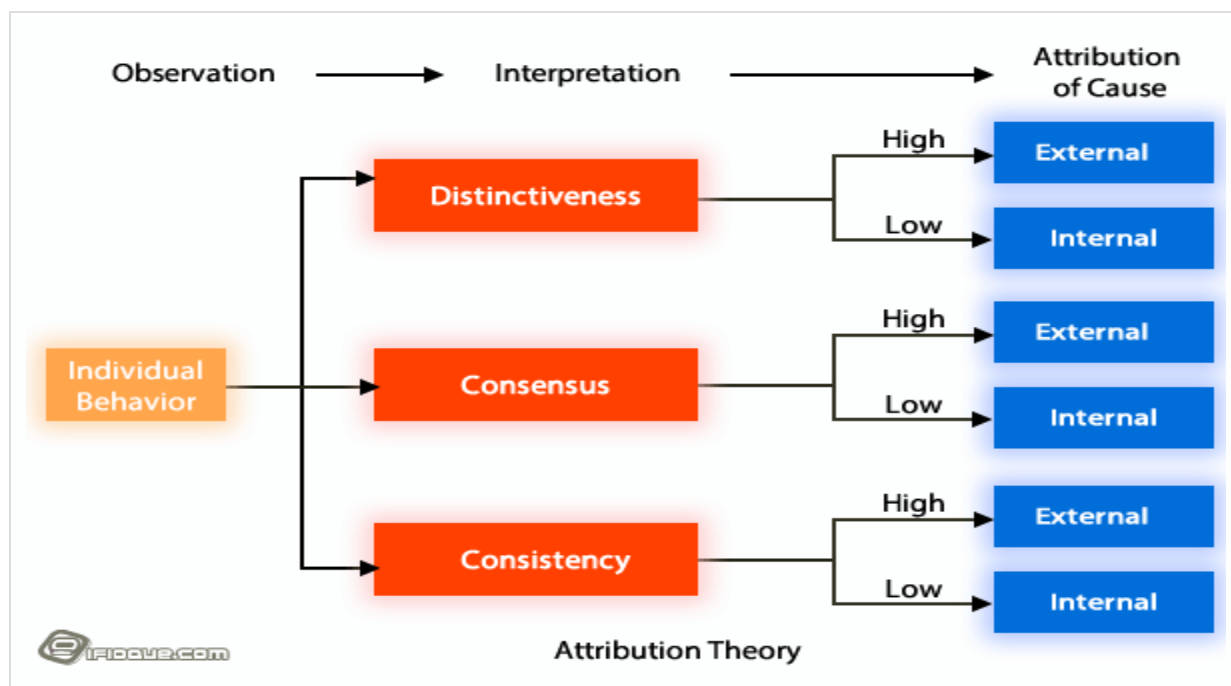 Observation
Interpretation
Attribution
of Cause
High
External
Distinctiveness
Low
Internal
High
External
Individual
Behavior
Consensus
Low
Internal
High
External
Consistency
Low
Internal
Attribution Theory